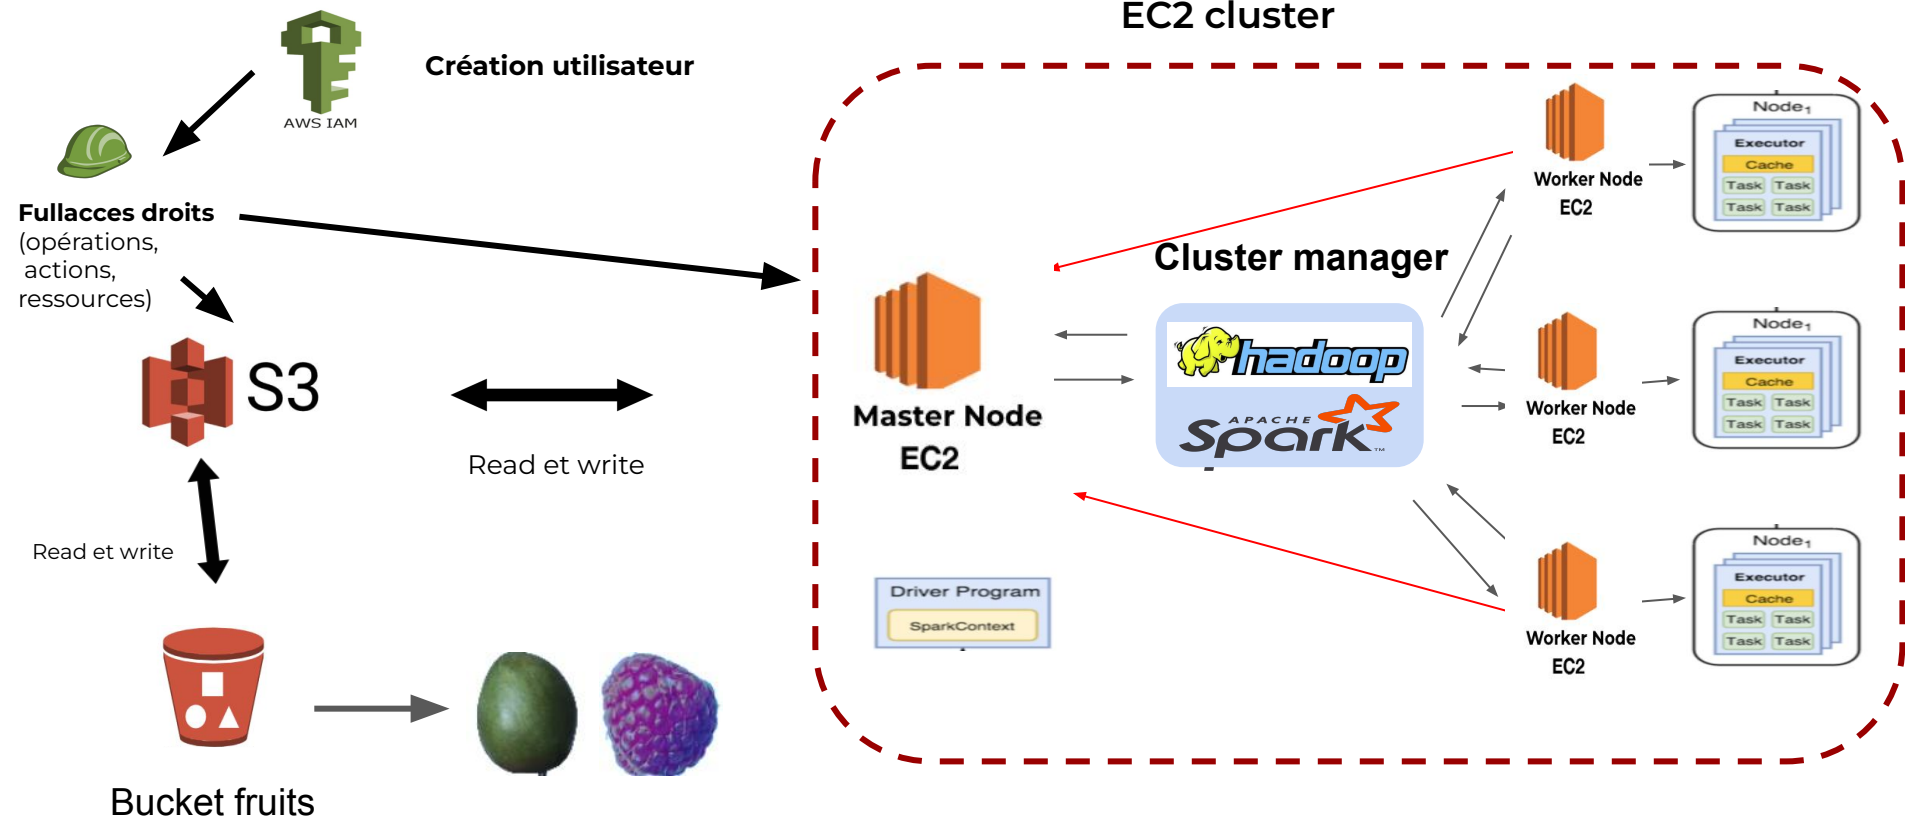 EC2 cluster
Création utilisateur
AWS IAM
Fullacces droits
(opérations,
actions,
ressources)
S3
Read et write
Read et write
Bucket fruits
Master Node
EC2
Driver Program
SparkContext
Cluster manager
hadoop
APACHE
Spark™
Worker Node
EC2
Node1
Executor
Cache
Task Task
Task Task
Worker Node
EC2
Node1
Executor
Cache
Task Task
Task Task
Worker Node
EC2
Node1
Executor
Cache
Task Task
Task Task